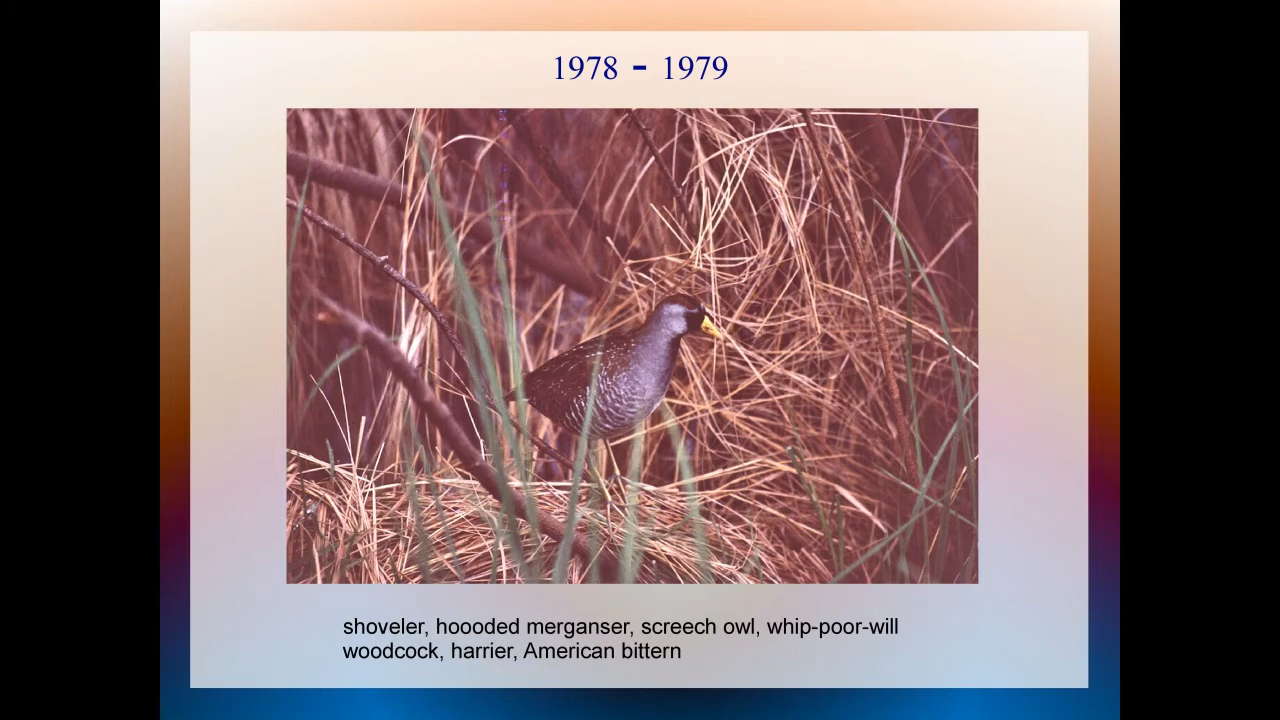 1978 - 1979
shoveler, hoooded merganser, screech owl, whip-poor-will
woodcock, harrier, American bittern